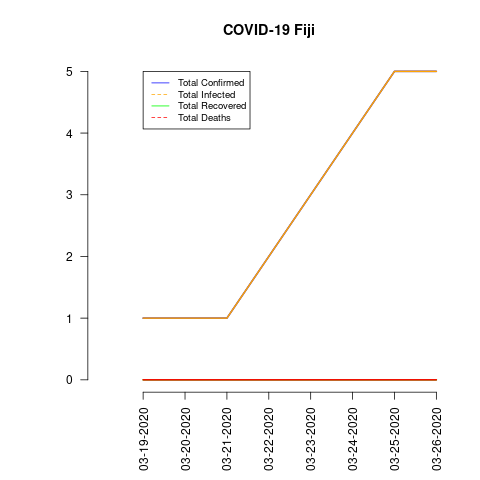 COVID-19 Fiji
5
4
3
2
1
0
Total Confirmed
Total Infected
Total Recovered
Total Deaths
03-19-2020
03-20-2020
03-21-2020
03-22-2020
03-23-2020
03-24-2020
03-25-2020
03-26-2020